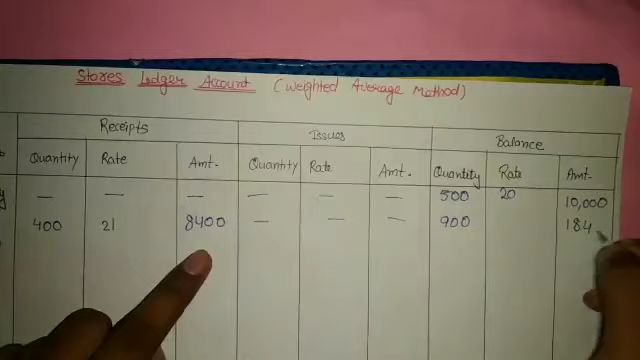 Stores Ledger Account (Weighted Average Method)
Receipts Issues Balance
Quantity Rate Amt. Quantity Rate Amt. Quantity Rate Amt.
— — — — — — 500 20 10,000
400 21 8400 — — — 900 184